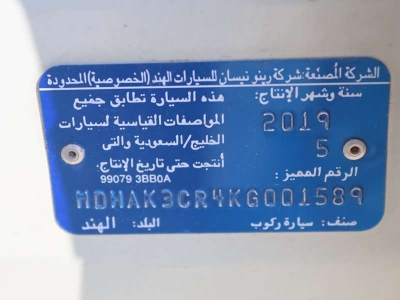 الشركة المصنعة: شركة رينو نيسان للسيارات الهند (الخصوصية) المحدودة
سنة وشهر الإنتاج: هذه السيارة تطابق جميع
2019 المواصفات القياسية لسيارات
5 الخليج/السعودية والتى
أنتجت حتى تاريخ الإنتاج.
الرقم المميز: 99079 3BB0A
MDHAK3CR4KG001589
صنف: سيارة ركوب البلد: الهند